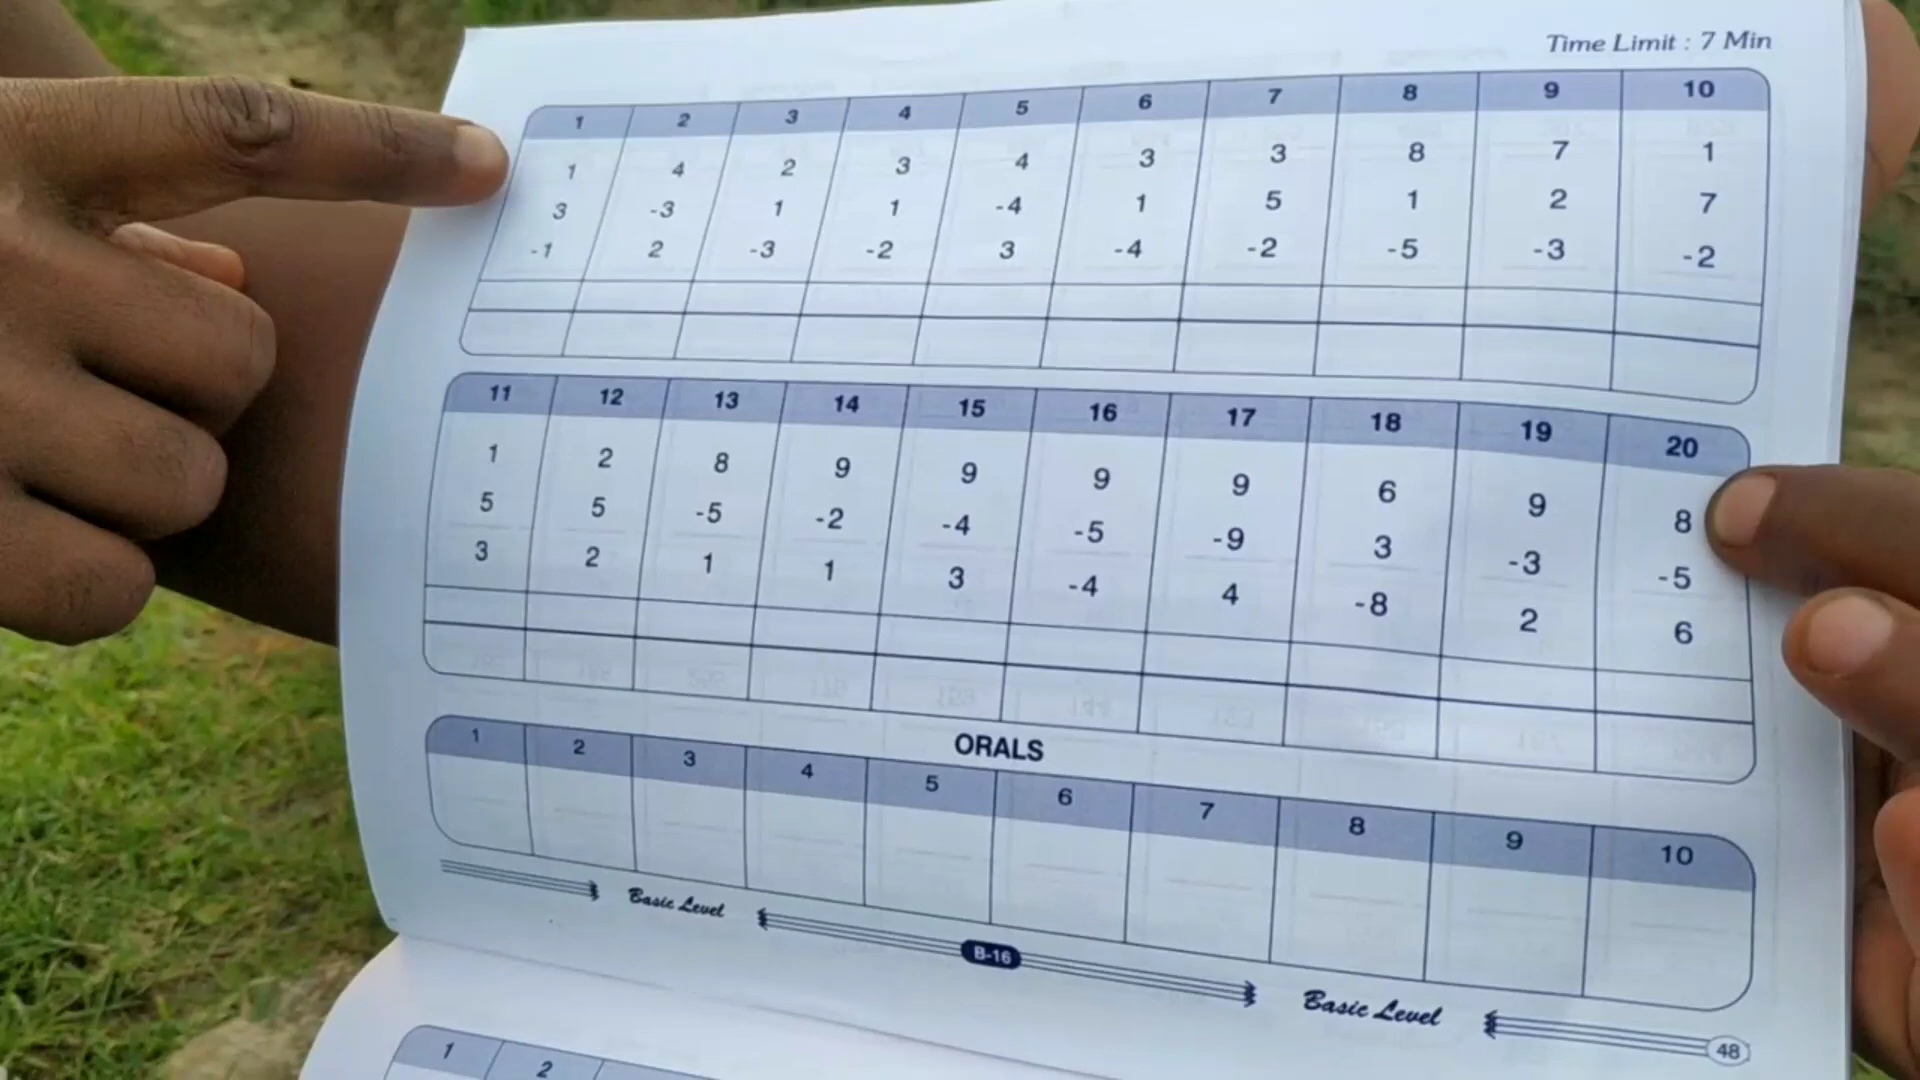 Time Limit : 7 Min
1 2 3 4 5 6 7 8 9 10
1 4 2 3 4 3 3 8 7 1
3 -3 1 1 -4 1 5 1 2 7
-1 2 -3 -2 3 -4 -2 -5 -3 -2
11 12 13 14 15 16 17 18 19 20
1 2 8 9 9 9 9 6 9 8
5 5 -5 -2 -4 -5 -9 3 -3 -5
3 2 1 1 3 -4 4 -8 2 6
ORALS
1 2 3 4 5 6 7 8 9 10
Basic Level
B-16
Basic Level
48
1 2